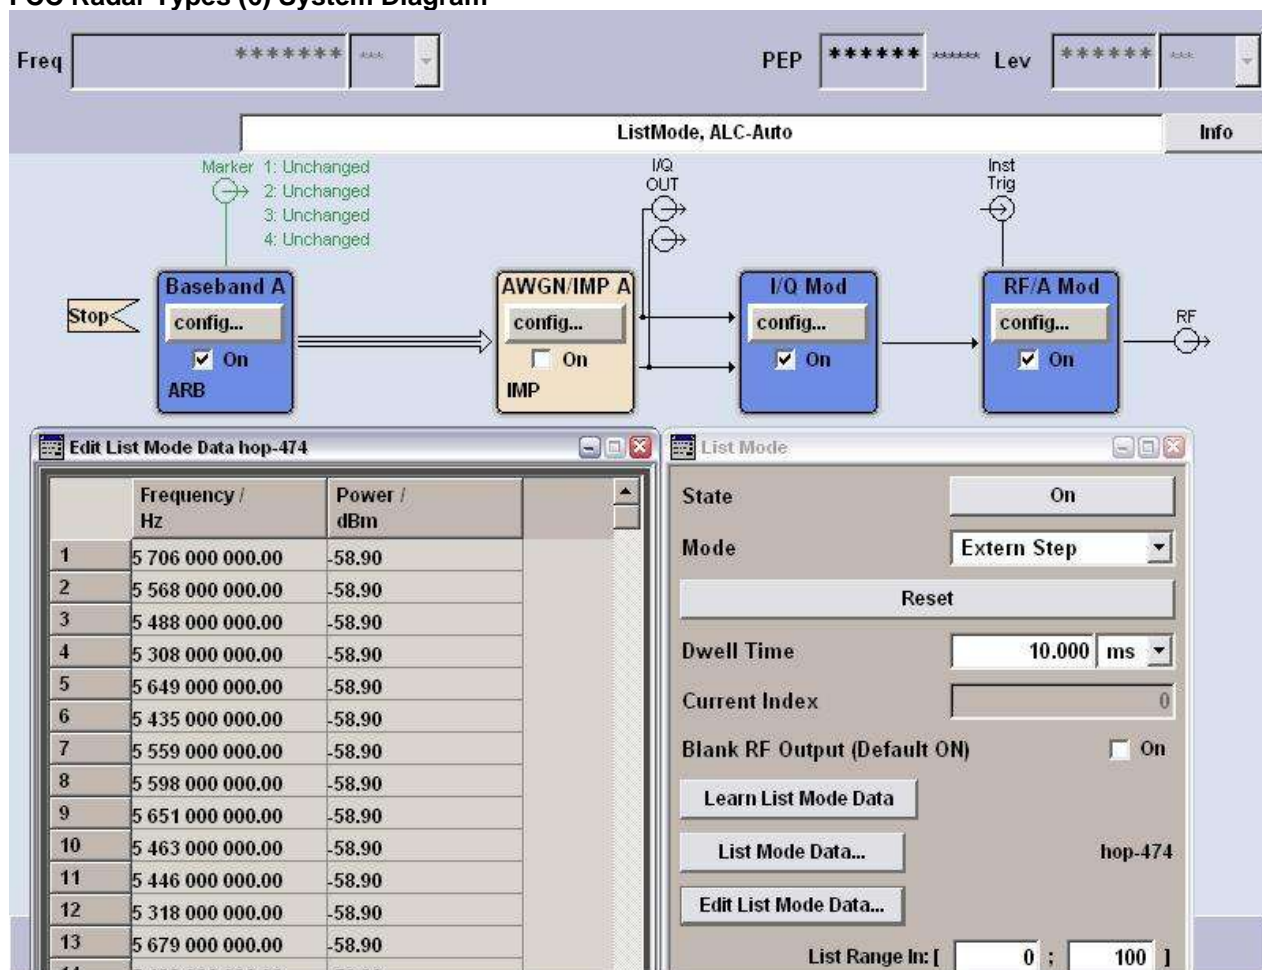 FCC Radar Types (6) System Diagram
Freq ******* *** PEP ****** ****** Lev ****** ***
ListMode, ALC-Auto Info
Marker 1: Unchanged
2: Unchanged
3: Unchanged
4: Unchanged
I/Q
OUT
Inst
Trig
Stop
Baseband A
config...
On
ARB
AWGN/IMP A
config...
On
IMP
I/Q Mod
config...
On
RF/A Mod
config...
On
RF
Edit List Mode Data hop-474
Frequency / Hz Power / dBm
1 5 706 000 000.00 -58.90
2 5 568 000 000.00 -58.90
3 5 488 000 000.00 -58.90
4 5 308 000 000.00 -58.90
5 5 649 000 000.00 -58.90
6 5 435 000 000.00 -58.90
7 5 559 000 000.00 -58.90
8 5 598 000 000.00 -58.90
9 5 651 000 000.00 -58.90
10 5 463 000 000.00 -58.90
11 5 446 000 000.00 -58.90
12 5 318 000 000.00 -58.90
13 5 679 000 000.00 -58.90
List Mode
State On
Mode Extern Step
Reset
Dwell Time 10.000 ms
Current Index 0
Blank RF Output (Default ON) On
Learn List Mode Data
List Mode Data... hop-474
Edit List Mode Data...
List Range In: [ 0 ; 100 ]